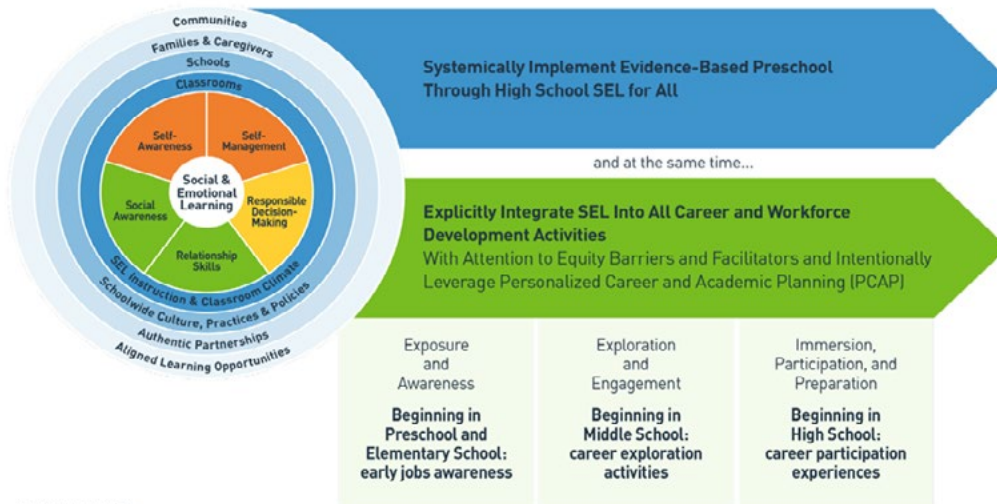 Communities
Families & Caregivers
Schools
Classrooms
Self-
Awareness
Self-
Management
Social &
Emotional
Learning
Social
Awareness
Responsible
Decision-
Making
Relationship
Skills
SEL Instruction & Classroom Climate
Schoolwide Culture, Practices & Policies
Authentic Partnerships
Aligned Learning Opportunities
Systemically Implement Evidence-Based Preschool
Through High School SEL for All
and at the same time...
Explicitly Integrate SEL Into All Career and Workforce
Development Activities
With Attention to Equity Barriers and Facilitators and Intentionally
Leverage Personalized Career and Academic Planning (PCAP)
Exposure
and
Awareness
Beginning in
Preschool and
Elementary School:
early jobs awareness
Exploration
and
Engagement
Beginning in
Middle School:
career exploration
activities
Immersion,
Participation, and
Preparation
Beginning in
High School:
career participation
experiences